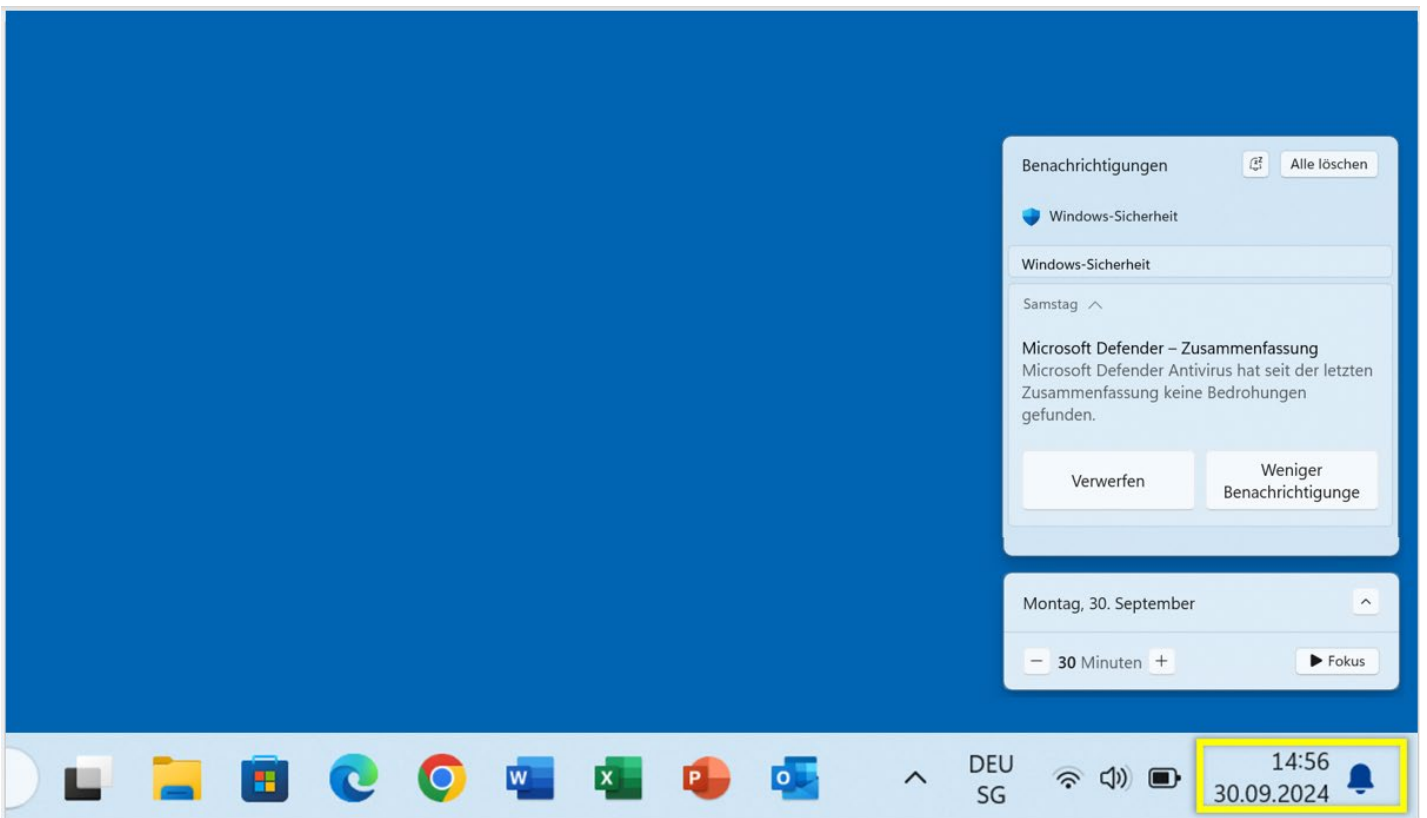 Benachrichtigungen
Alle löschen
Windows-Sicherheit
Windows-Sicherheit
Samstag
Microsoft Defender – Zusammenfassung
Microsoft Defender Antivirus hat seit der letzten
Zusammenfassung keine Bedrohungen
gefunden.
Verwerfen
Weniger
Benachrichtigunge
Montag, 30. September
30 Minuten
Fokus
W
X
P
O
DEU
SG
14:56
30.09.2024